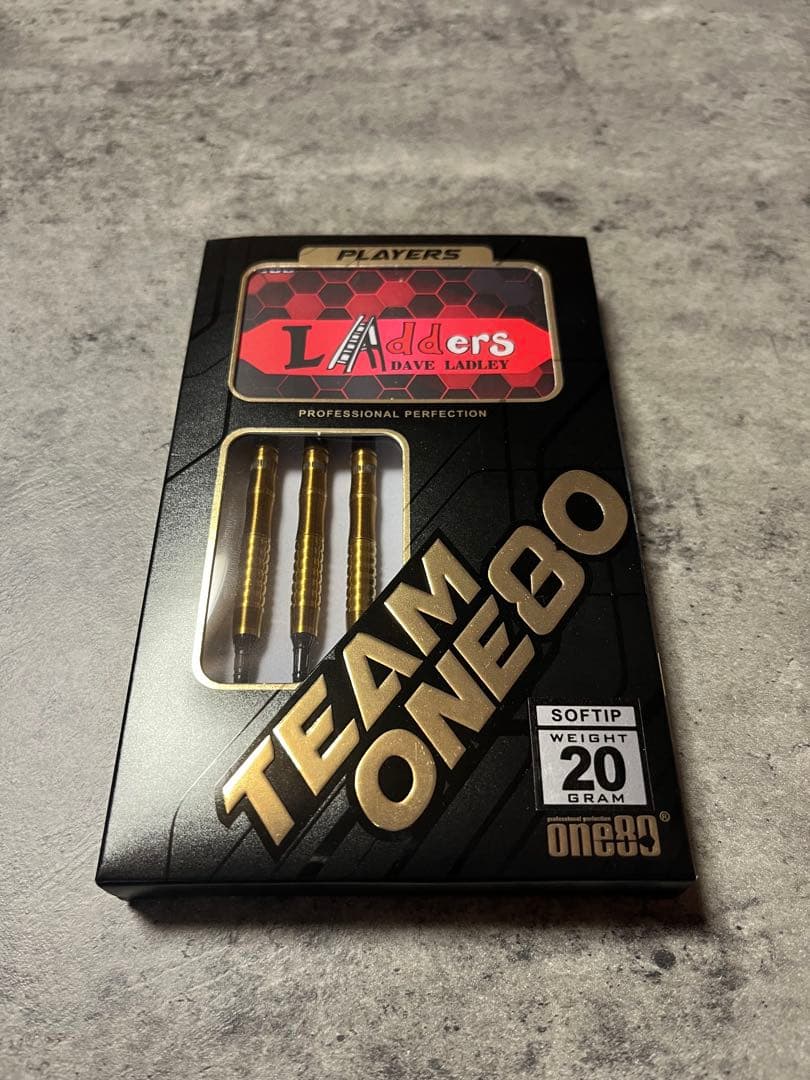 PLAYERS
LAdders
DAVE LADLEY
PROFESSIONAL PERFECTION
TEAM
ONE80
SOFTIP
WEIGHT
20
GRAM
professional perfection
one80®